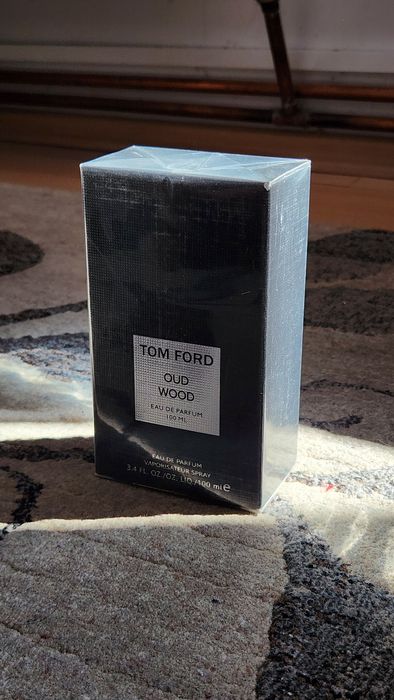 TOM FORD
OUD
WOOD
EAU DE PARFUM
100 ML
EAU DE PARFUM
VAPORISATEUR SPRAY
3.4 FL. OZ./OZ. LIQ./100 ml e